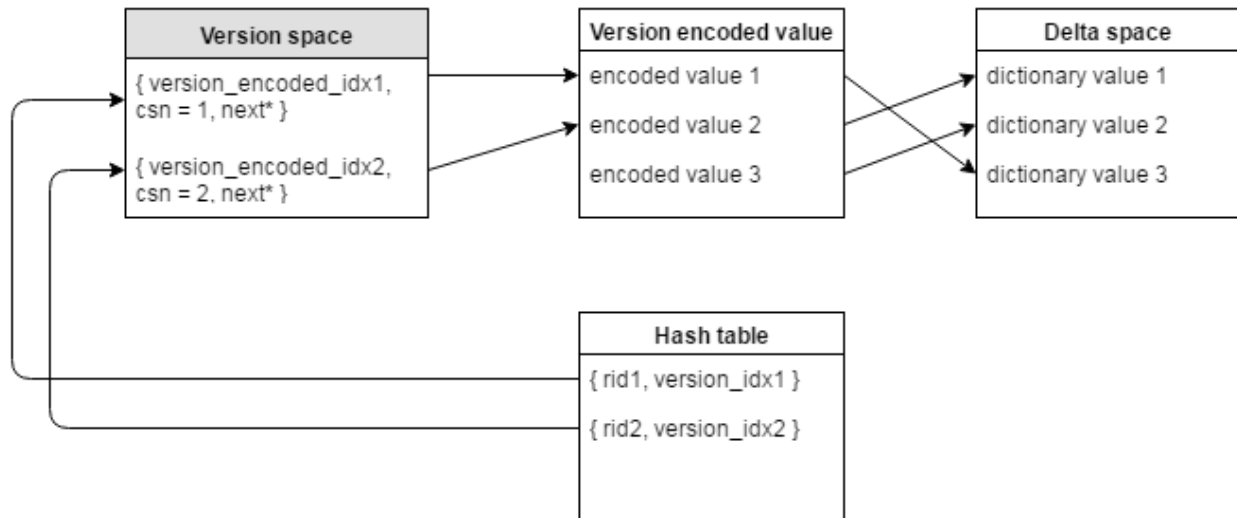 Version space
{ version_encoded_idx1,
csn = 1, next* }
{ version_encoded_idx2,
csn = 2, next* }
Version encoded value
encoded value 1
encoded value 2
encoded value 3
Delta space
dictionary value 1
dictionary value 2
dictionary value 3
Hash table
{ rid1, version_idx1 }
{ rid2, version_idx2 }